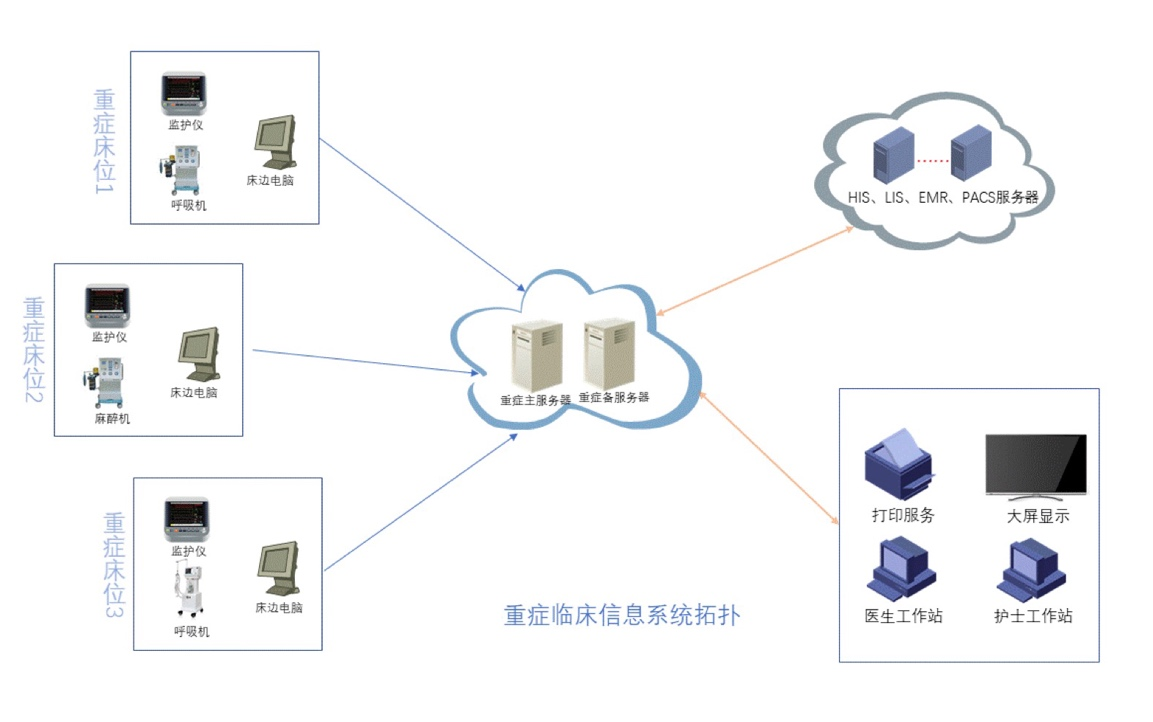 重症床位1
监护仪
床边电脑
呼吸机
HIS、LIS、EMR、PACS服务器
重症床位2
监护仪
床边电脑
麻醉机
重症主服务器
重症备服务器
重症床位3
监护仪
床边电脑
呼吸机
打印服务
大屏显示
医生工作站
护士工作站
重症临床信息系统拓扑